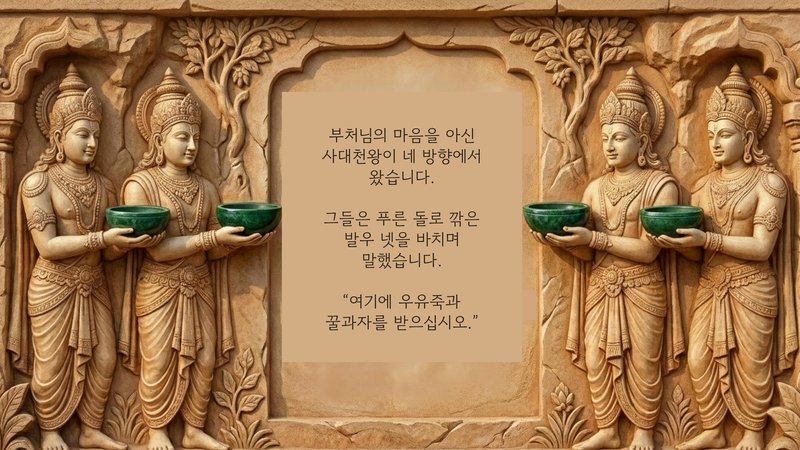 부처님의 마음을 아신
사대천왕이 네 방향에서
왔습니다.
그들은 푸른 돌로 깎은
발우 넷을 바치며
말했습니다.
“여기에 우유죽과
꿀과자를 받으십시오.”